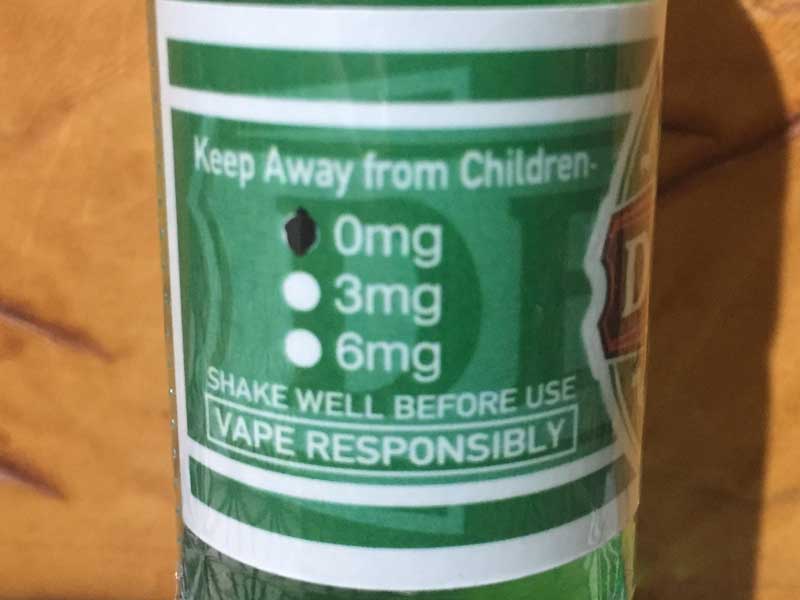 Keep Away from Children-
0mg
3mg
6mg
SHAKE WELL BEFORE USE
VAPE RESPONSIBLY